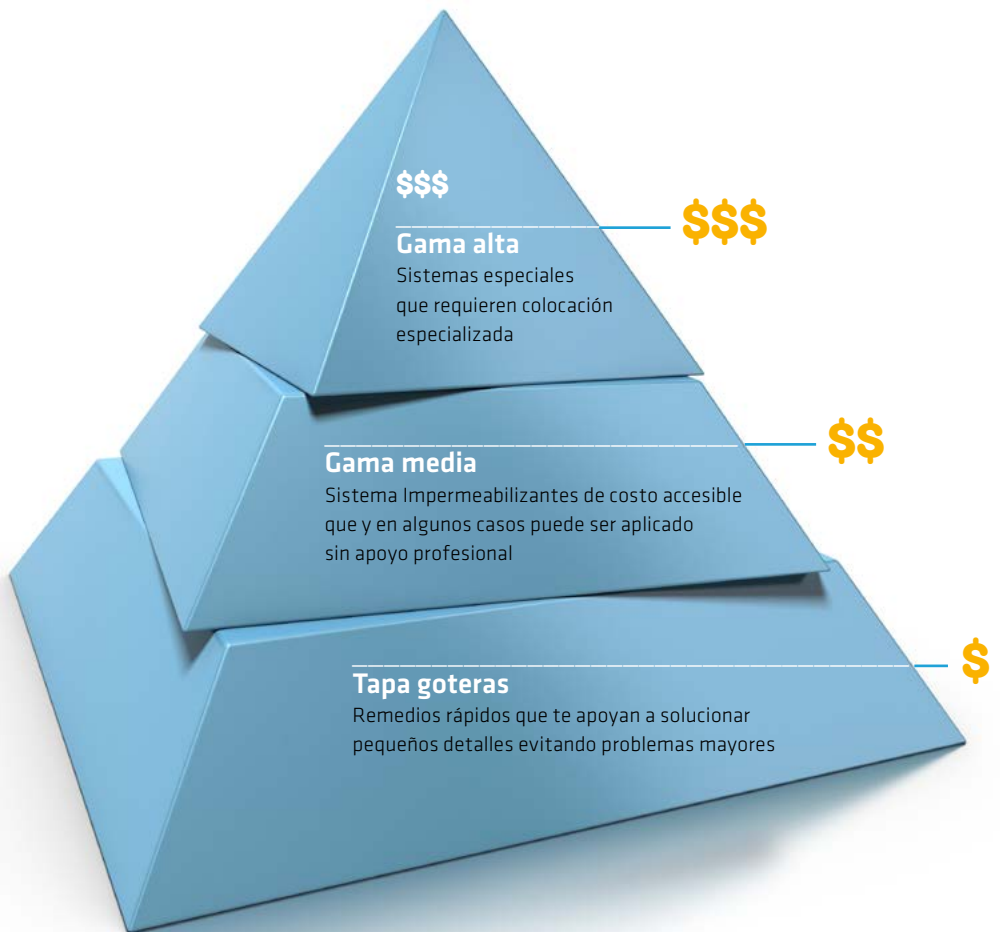 $$$
$$$
Gama alta
Sistemas especiales
que requieren colocación
especializada
$$
Gama media
Sistema Impermeabilizantes de costo accesible
que y en algunos casos puede ser aplicado
sin apoyo profesional
$
Tapa goteras
Remedios rápidos que te apoyan a solucionar
pequeños detalles evitando problemas mayores